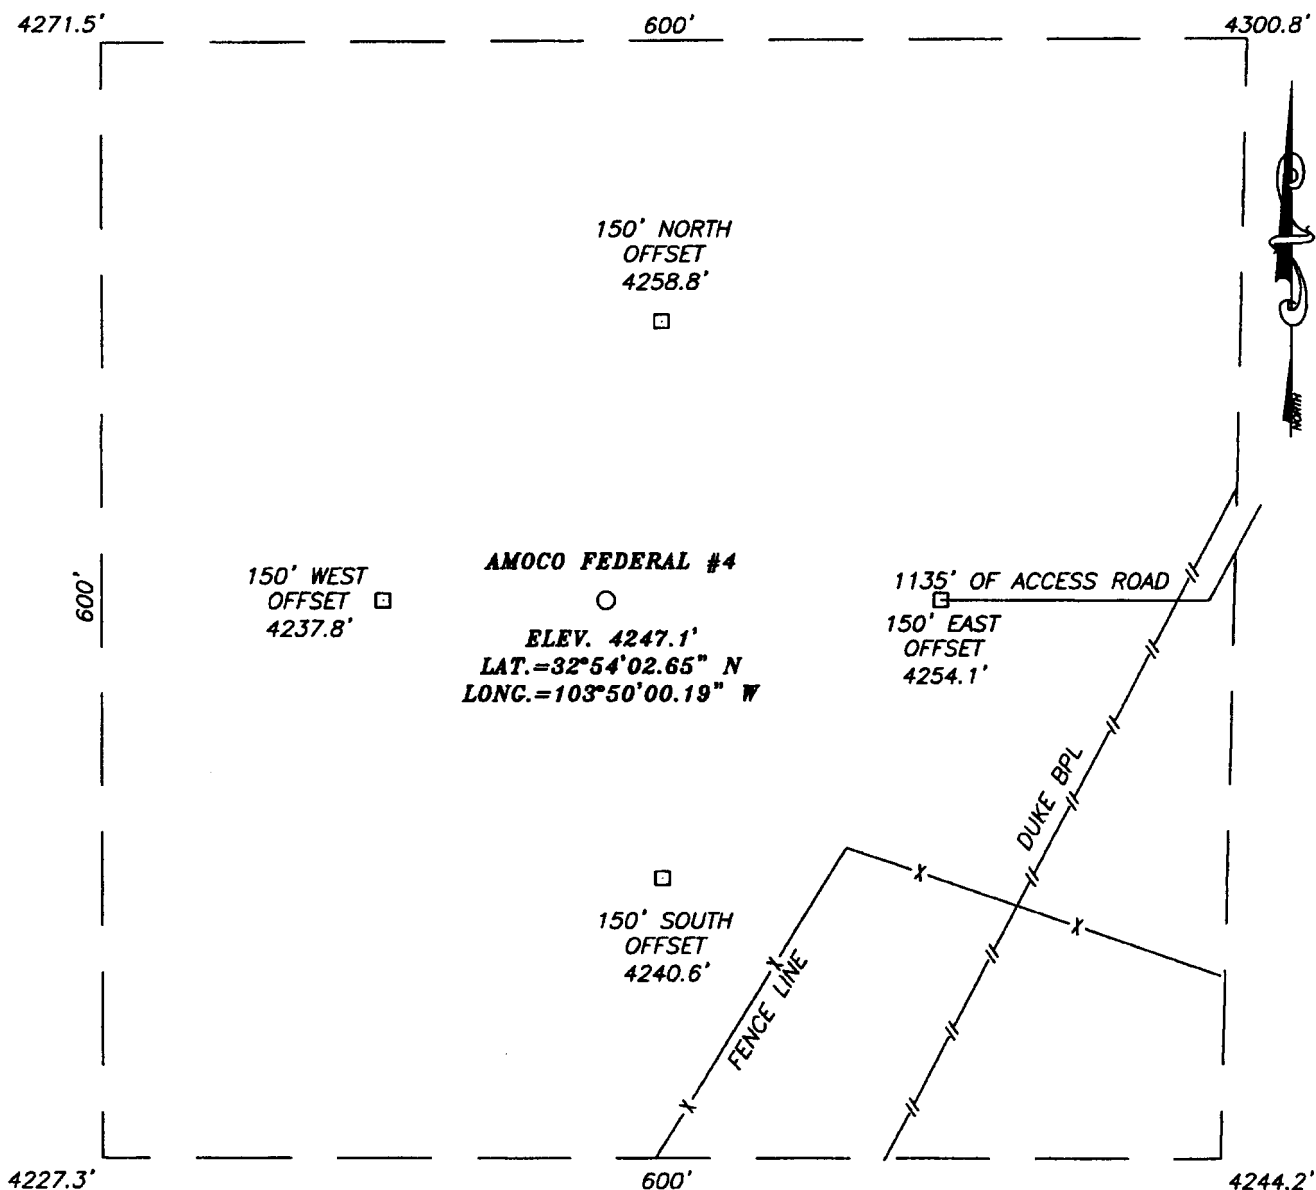 4271.5'
600'
4300.8'
150' NORTH
OFFSET
4258.8'
NORTH
150' WEST
OFFSET
4237.8'
600'
AMOCO FEDERAL #4
ELEV. 4247.1'
LAT.=32°54'02.65" N
LONG.=103°50'00.19" W
1135' OF ACCESS ROAD
150' EAST
OFFSET
4254.1'
DUKE BPL
150' SOUTH
OFFSET
4240.6'
FENCE LINE
4227.3'
600'
4244.2'